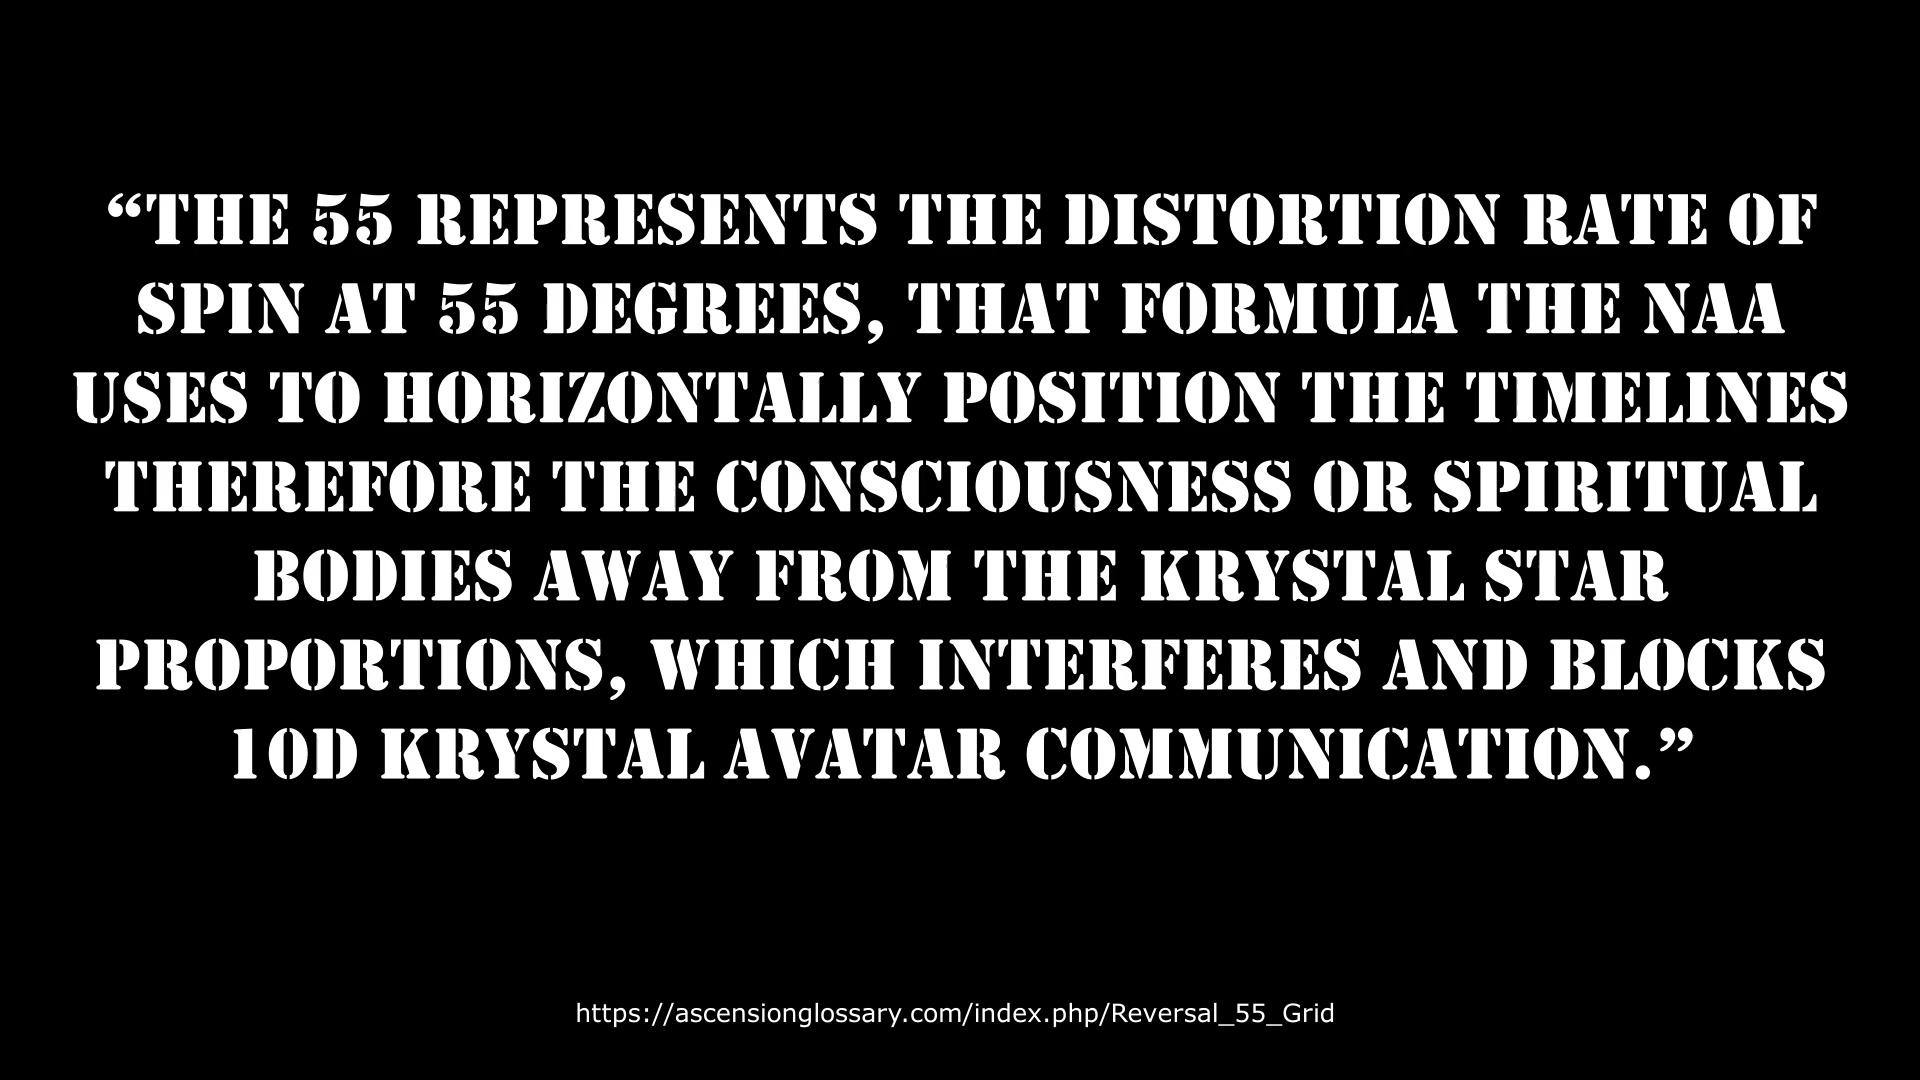 “THE 55 REPRESENTS THE DISTORTION RATE OF
SPIN AT 55 DEGREES, THAT FORMULA THE NAA
USES TO HORIZONTALLY POSITION THE TIMELINES
THEREFORE THE CONSCIOUSNESS OR SPIRITUAL
BODIES AWAY FROM THE KRYSTAL STAR
PROPORTIONS, WHICH INTERFERES AND BLOCKS
10D KRYSTAL AVATAR COMMUNICATION.”
https://ascensionglossary.com/index.php/Reversal_55_Grid